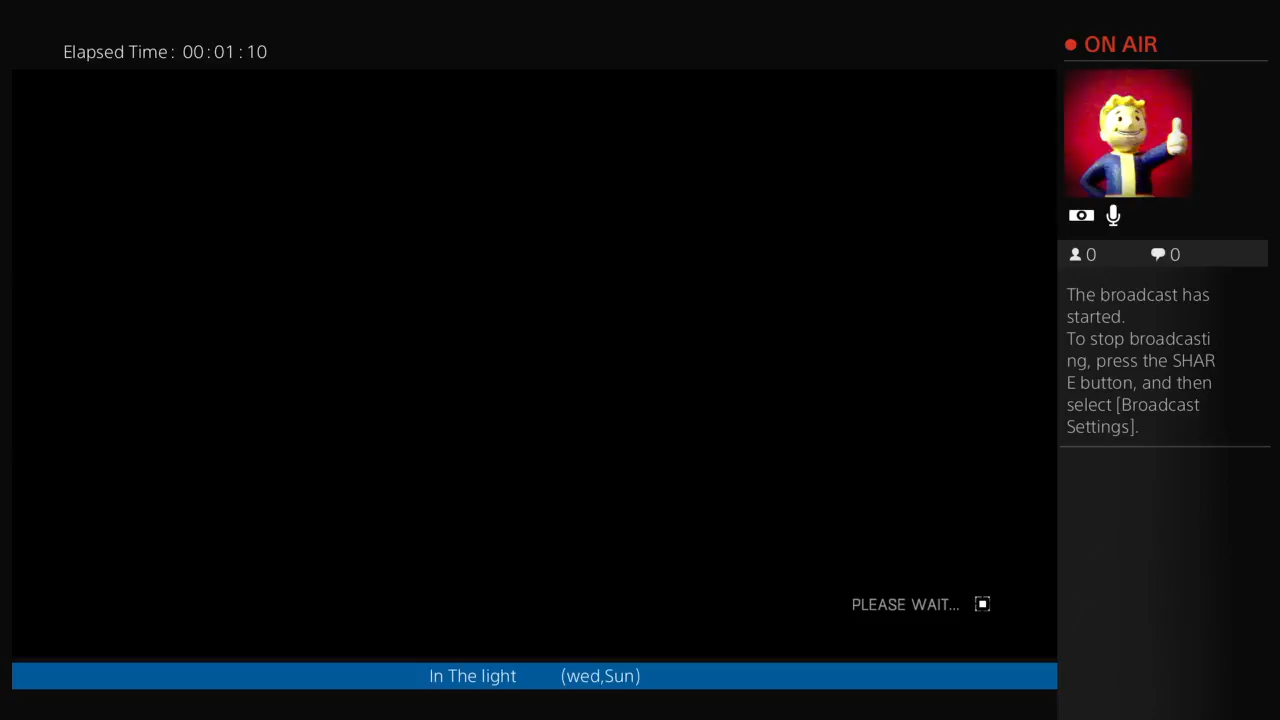 Elapsed Time: 00:01:10
ON AIR
0 0
The broadcast has
started.
To stop broadcasti
ng, press the SHAR
E button, and then
select [Broadcast
Settings].
PLEASE WAIT...
In The light (wed,Sun)